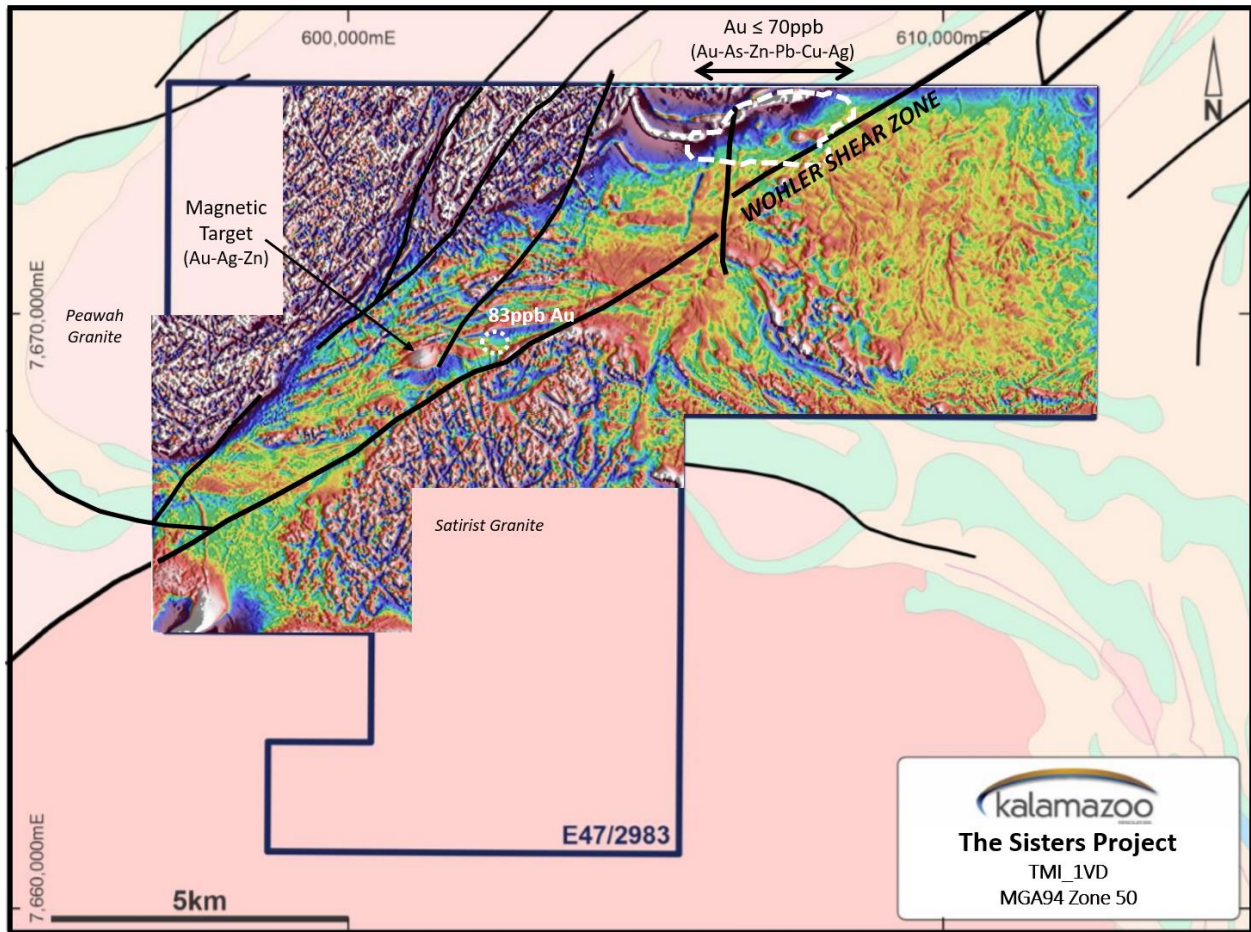 600,000mE
Au ≤ 70ppb
(Au-As-Zn-Pb-Cu-Ag)
610,000mE
N
WOHLER SHEAR ZONE
Magnetic
Target
(Au-Ag-Zn)
7,670,000mE
Peawah
Granite
83ppb Au
Satirist Granite
E47/2983
7,660,000mE
5km
kalamazoo
RESOURCES
The Sisters Project
TMI_1VD
MGA94 Zone 50